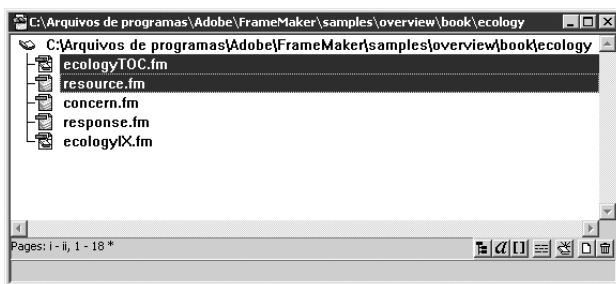 C:\Arquivos de programas\Adobe\FrameMaker\samples\overview\book\ecology
C:\Arquivos de programas\Adobe\FrameMaker\samples\overview\book\ecology
ecologyTOC.fm
resource.fm
concern.fm
response.fm
ecologyIX.fm
Pages: i - ii, 1 - 18 *